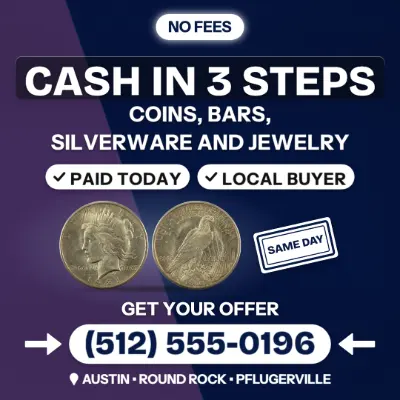 NO FEES
CASH IN 3 STEPS
COINS, BARS,
SILVERWARE AND JEWELRY
✓ PAID TODAY ✓ LOCAL BUYER
SAME DAY
GET YOUR OFFER
→ (512) 555-0196 ←
AUSTIN • ROUND ROCK • PFLUGERVILLE